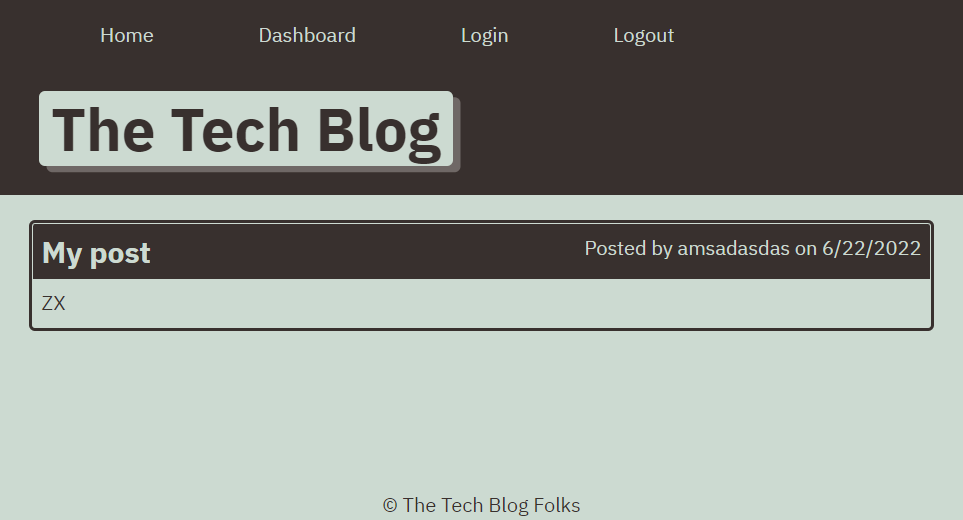 Home Dashboard Login Logout
The Tech Blog
My post Posted by amsadasdas on 6/22/2022
ZX
© The Tech Blog Folks